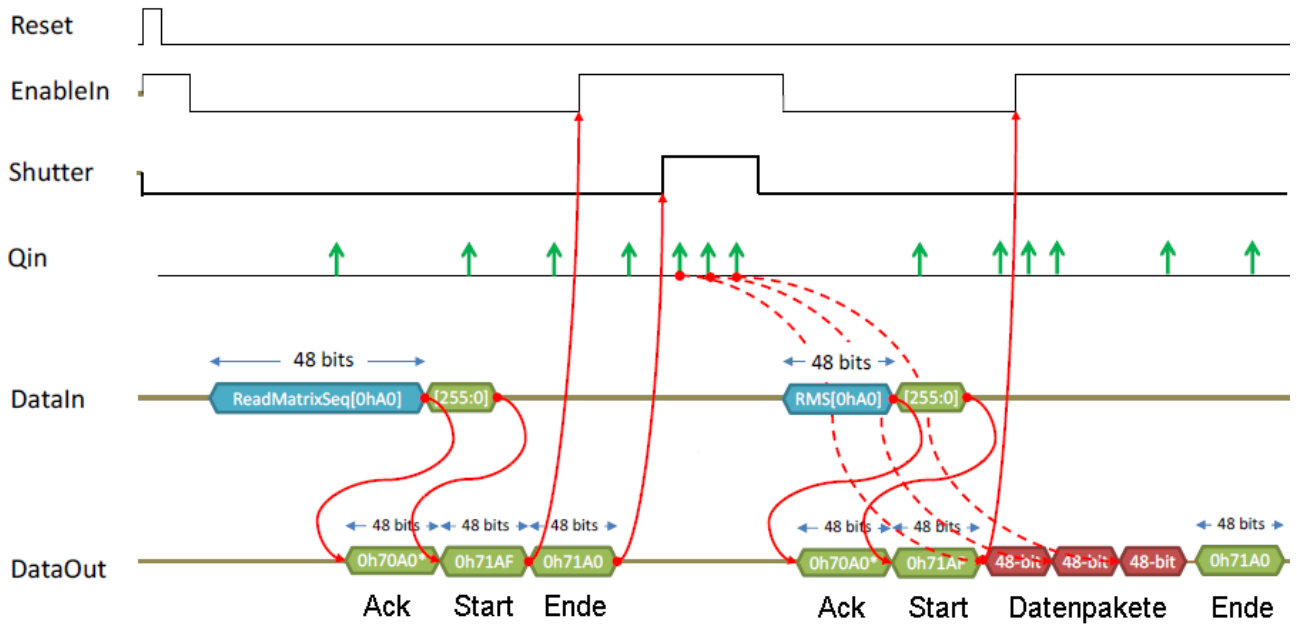 Reset
EnableIn
Shutter
Qin
48 bits 48 bits
DataIn ReadMatrixSeq[0hA0] [255:0] RMS[0hA0] [255:0]
48 bits 48 bits 48 bits 48 bits 48 bits 48 bits
DataOut 0h70A0* 0h71AF 0h71A0 0h70A0* 0h71AF 48-bit 48-bit 48-bit 0h71A0
Ack Start Ende Ack Start Datenpakete Ende